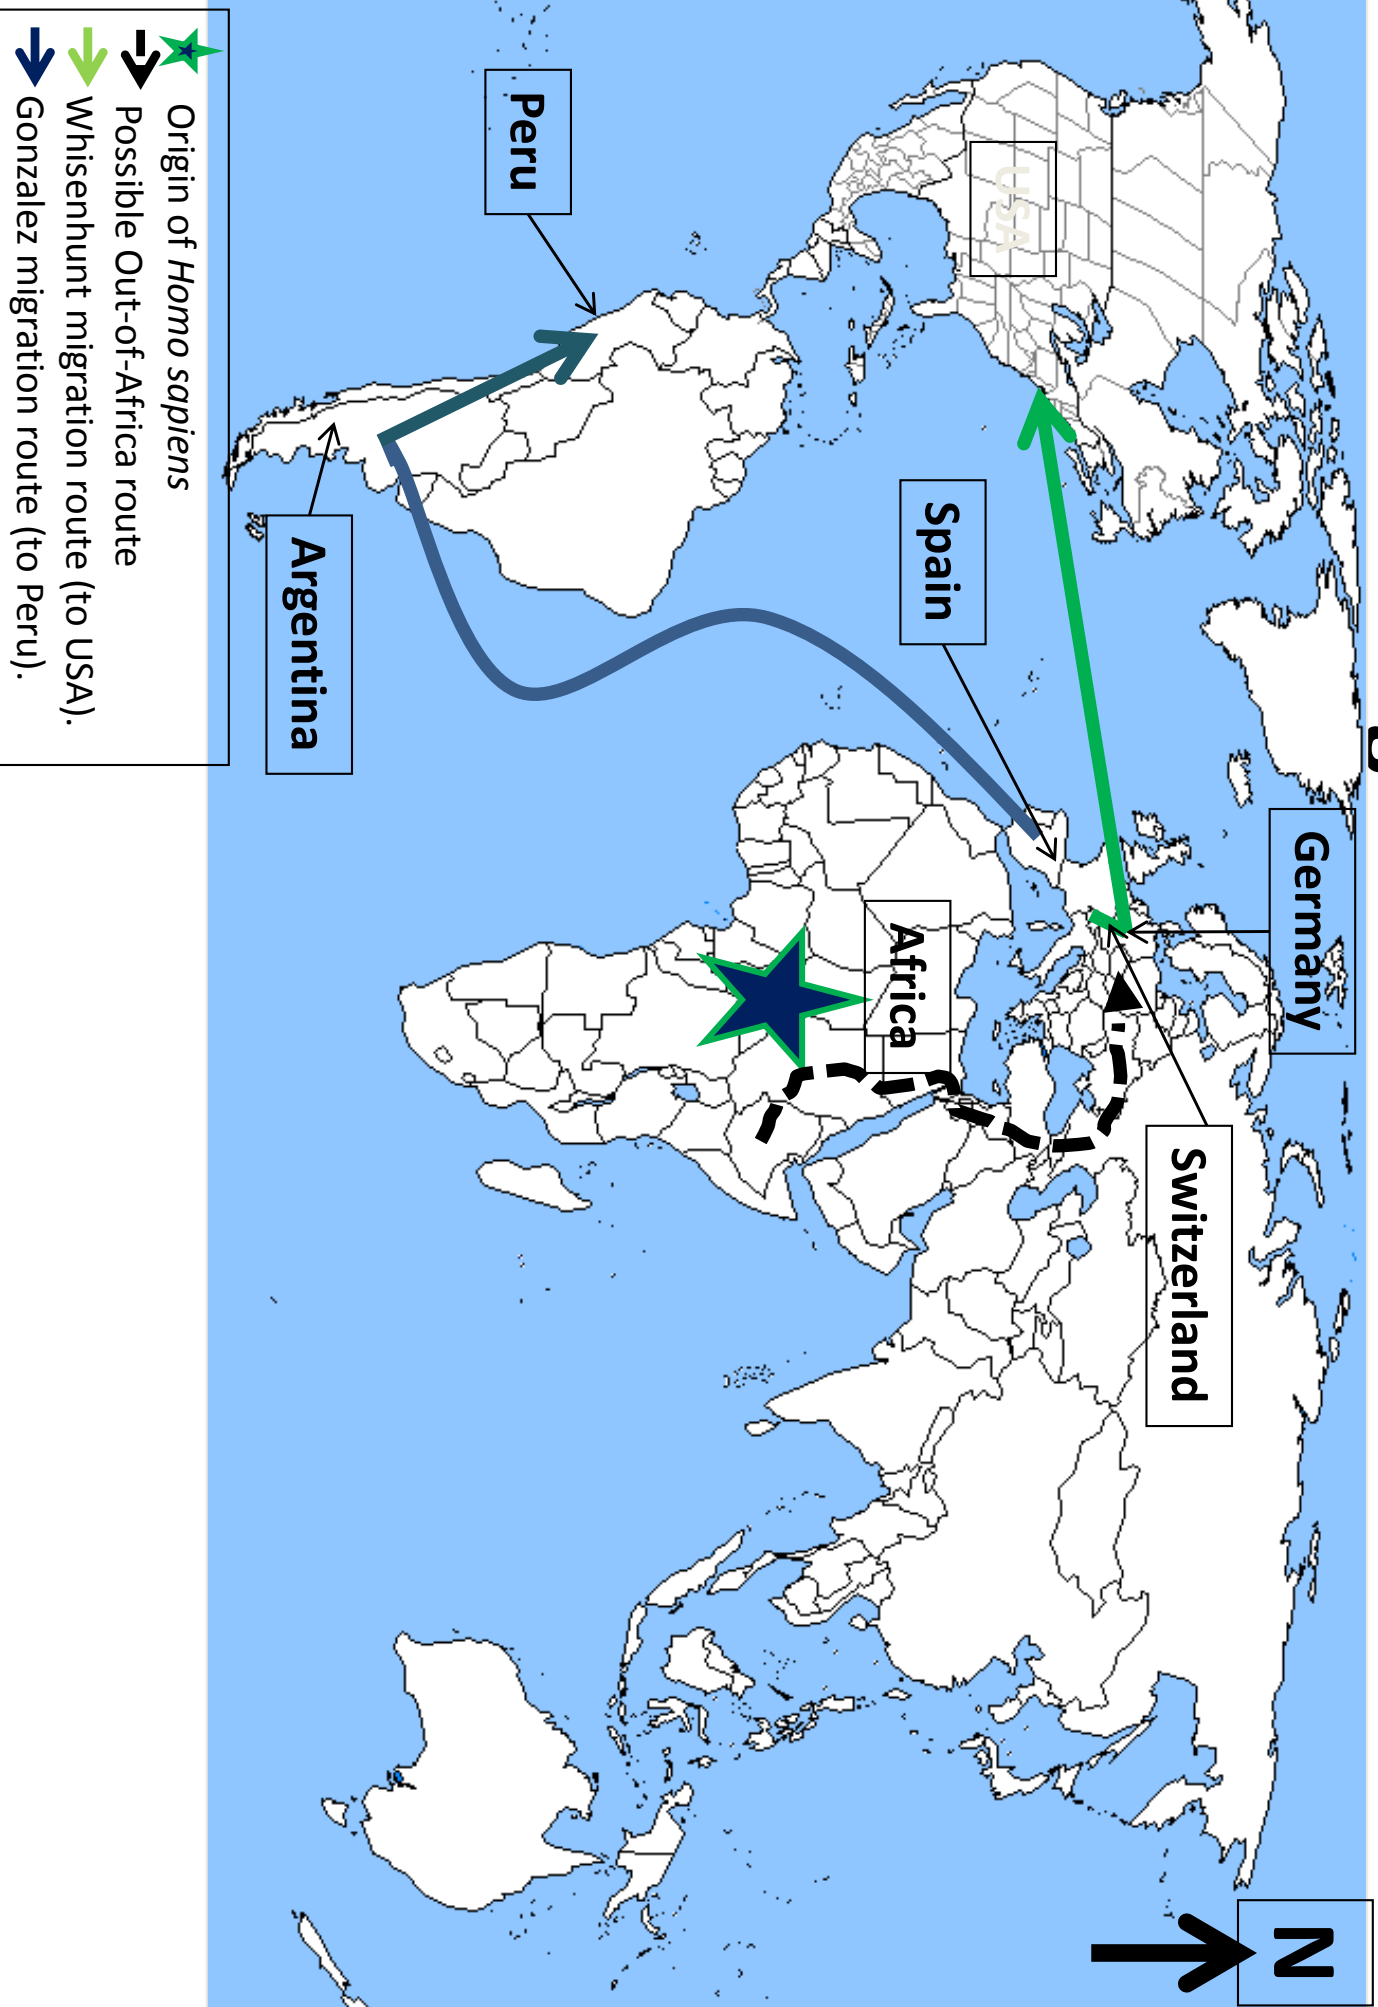 Germany
Switzerland
USA
Spain
Africa
Peru
Argentina
N
Origin of Homo sapiens
Possible Out-of-Africa route
Whisenhunt migration route (to USA).
Gonzalez migration route (to Peru).